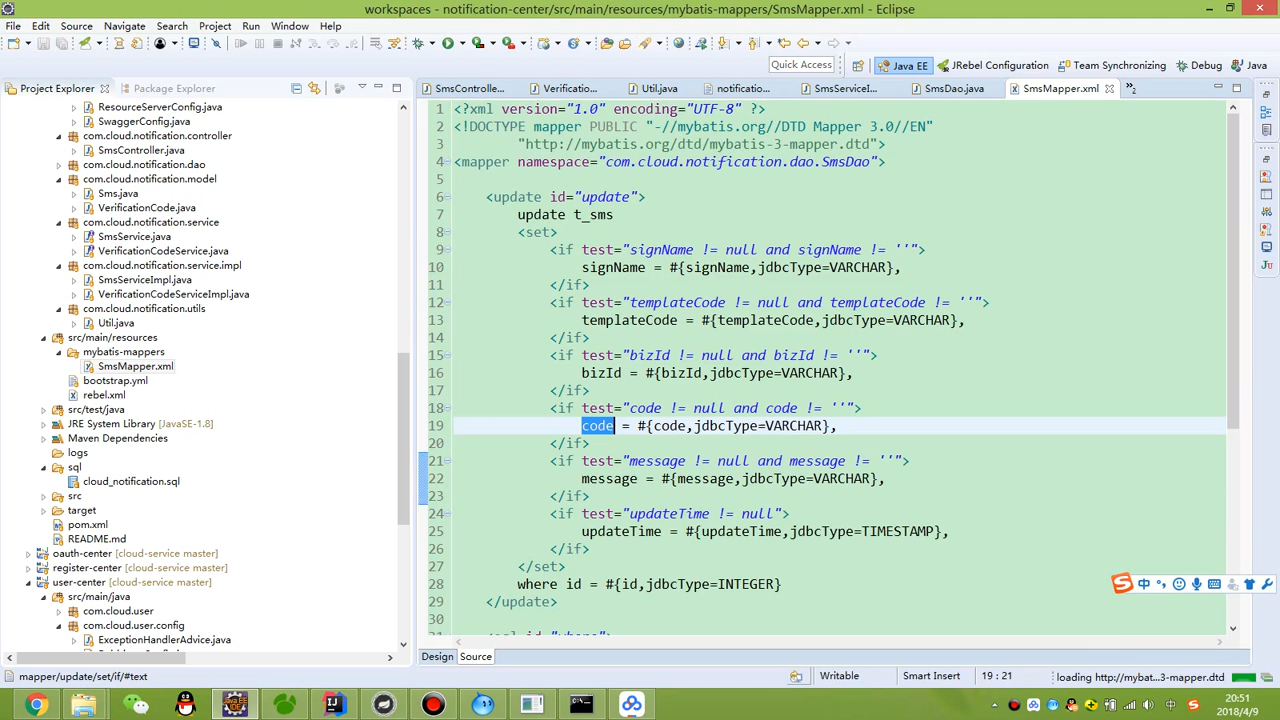 workspaces - notification-center/src/main/resources/mybatis-mappers/SmsMapper.xml - Eclipse
File Edit Source Navigate Search Project Run Window Help
Quick Access
Java EE JRebel Configuration Team Synchronizing Debug Java
Project Explorer Package Explorer
SmsControlle... Verificatio... Util.java notificatio... SmsServiceI... SmsDao.java SmsMapper.xml »2
ResourceServerConfig.java
SwaggerConfig.java
com.cloud.notification.controller
SmsController.java
com.cloud.notification.dao
com.cloud.notification.model
Sms.java
VerificationCode.java
com.cloud.notification.service
SmsService.java
VerificationCodeService.java
com.cloud.notification.service.impl
SmsServiceImpl.java
VerificationCodeServiceImpl.java
com.cloud.notification.utils
Util.java
src/main/resources
mybatis-mappers
SmsMapper.xml
bootstrap.yml
rebel.xml
src/test/java
JRE System Library [JavaSE-1.8]
Maven Dependencies
logs
sql
cloud_notification.sql
src
target
pom.xml
README.md
oauth-center [cloud-service master]
register-center [cloud-service master]
user-center [cloud-service master]
src/main/java
com.cloud.user
com.cloud.user.config
ExceptionHandlerAdvice.java
1 <?xml version="1.0" encoding="UTF-8" ?>
2 <!DOCTYPE mapper PUBLIC "-//mybatis.org//DTD Mapper 3.0//EN"
3 "http://mybatis.org/dtd/mybatis-3-mapper.dtd">
4 <mapper namespace="com.cloud.notification.dao.SmsDao">
5
6 <update id="update">
7 update t_sms
8 <set>
9 <if test="signName != null and signName != ''">
10 signName = #{signName,jdbcType=VARCHAR},
11 </if>
12 <if test="templateCode != null and templateCode != ''">
13 templateCode = #{templateCode,jdbcType=VARCHAR},
14 </if>
15 <if test="bizId != null and bizId != ''">
16 bizId = #{bizId,jdbcType=VARCHAR},
17 </if>
18 <if test="code != null and code != ''">
19 code = #{code,jdbcType=VARCHAR},
20 </if>
21 <if test="message != null and message != ''">
22 message = #{message,jdbcType=VARCHAR},
23 </if>
24 <if test="updateTime != null">
25 updateTime = #{updateTime,jdbcType=TIMESTAMP},
26 </if>
27 </set>
28 where id = #{id,jdbcType=INTEGER}
29 </update>
30
中
Design Source
mapper/update/set/if/#text Writable Smart Insert 19 : 21 loading http://mybat...3-mapper.dtd
中
20:51
2018/4/9